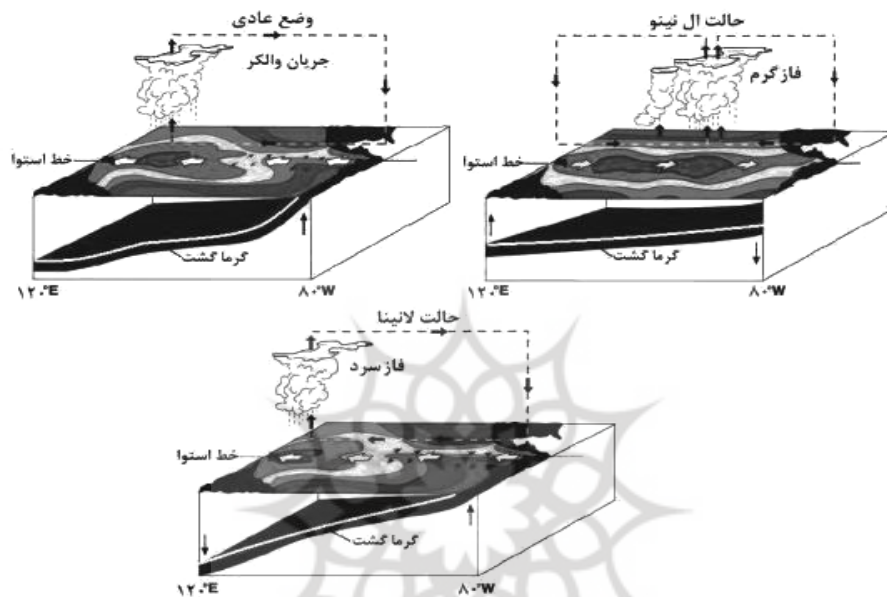 وضع عادی
جریان والکر
خط استوا
گرما گشت
۱۲۰°E
۸۰°W
حالت ال نینو
فاز گرم
خط استوا
گرما گشت
۱۲۰°E
۸۰°W
حالت لانینا
فاز سرد
خط استوا
گرما گشت
۱۲۰°E
۸۰°W